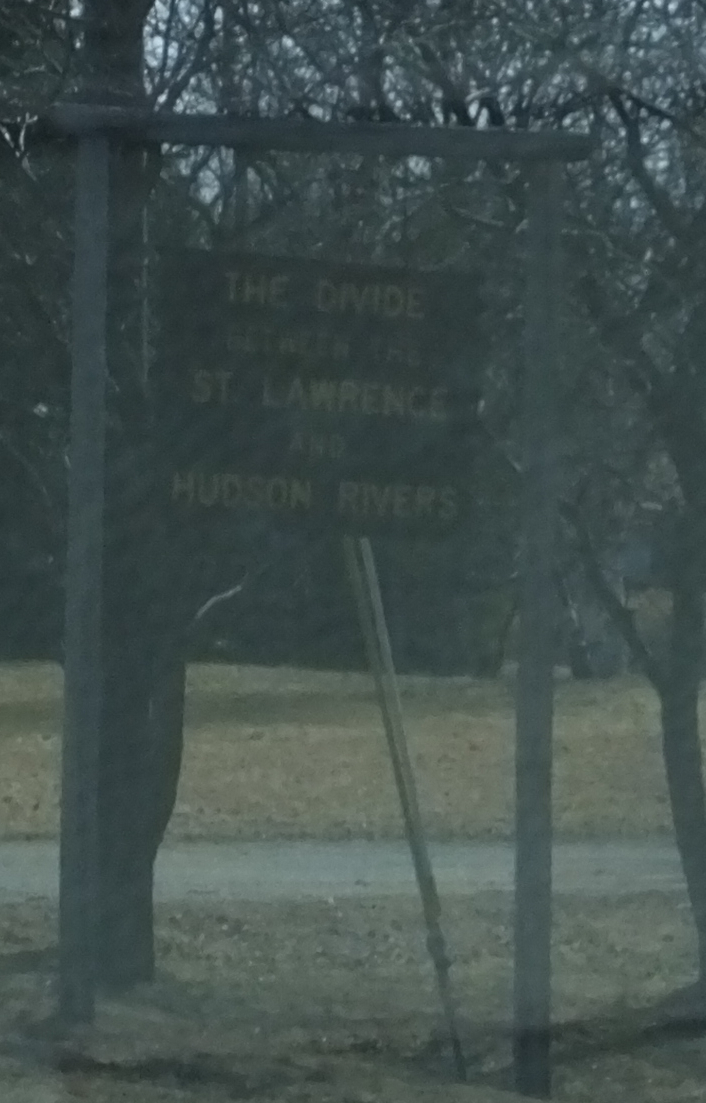 THE DIVIDE
BETWEEN THE
ST. LAWRENCE
AND
HUDSON RIVERS